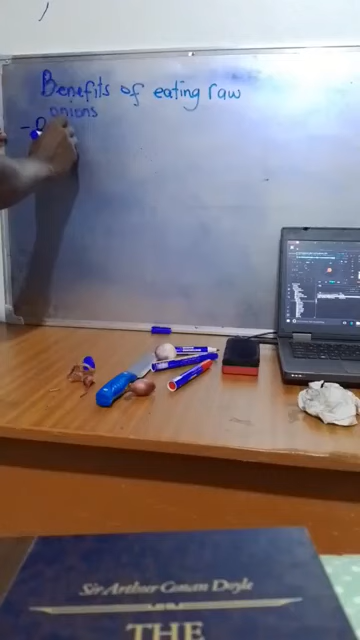 Benefits of eating raw
onions
Sir Arthur Conan Doyle
THE